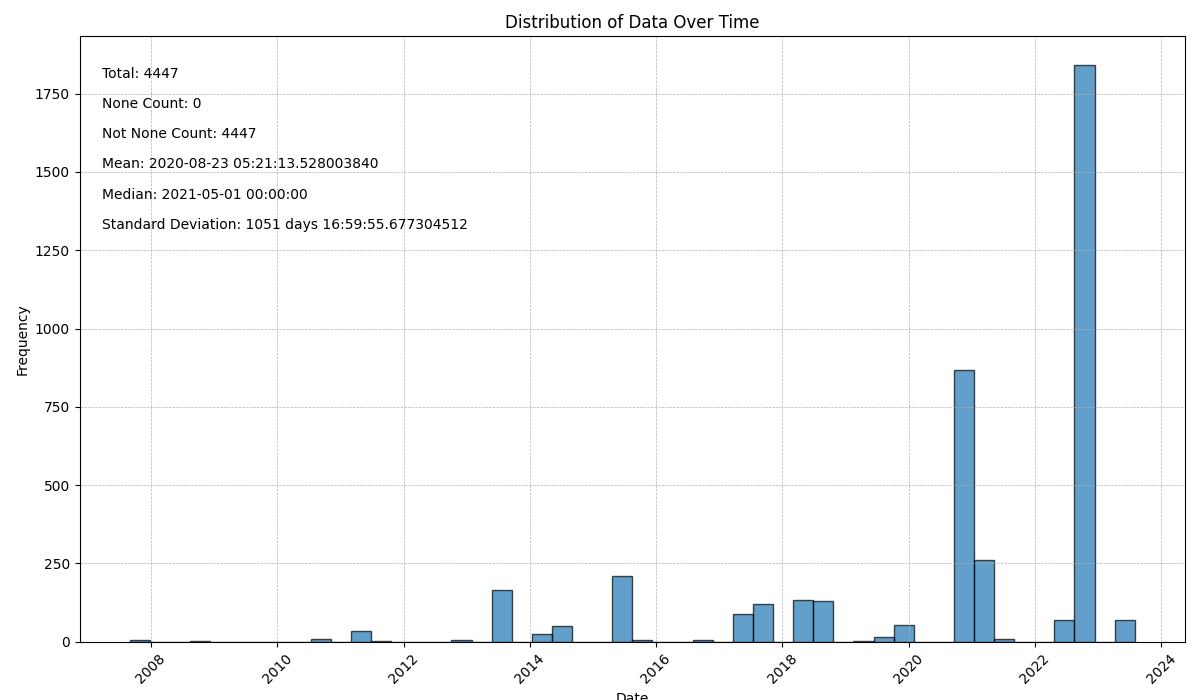 Distribution of Data Over Time
Total: 4447
None Count: 0
Not None Count: 4447
Mean: 2020-08-23 05:21:13.528003840
Median: 2021-05-01 00:00:00
Standard Deviation: 1051 days 16:59:55.677304512
Frequency
1750
1500
1250
1000
750
500
250
0
2008
2010
2012
2014
2016
2018
2020
2022
2024
Date